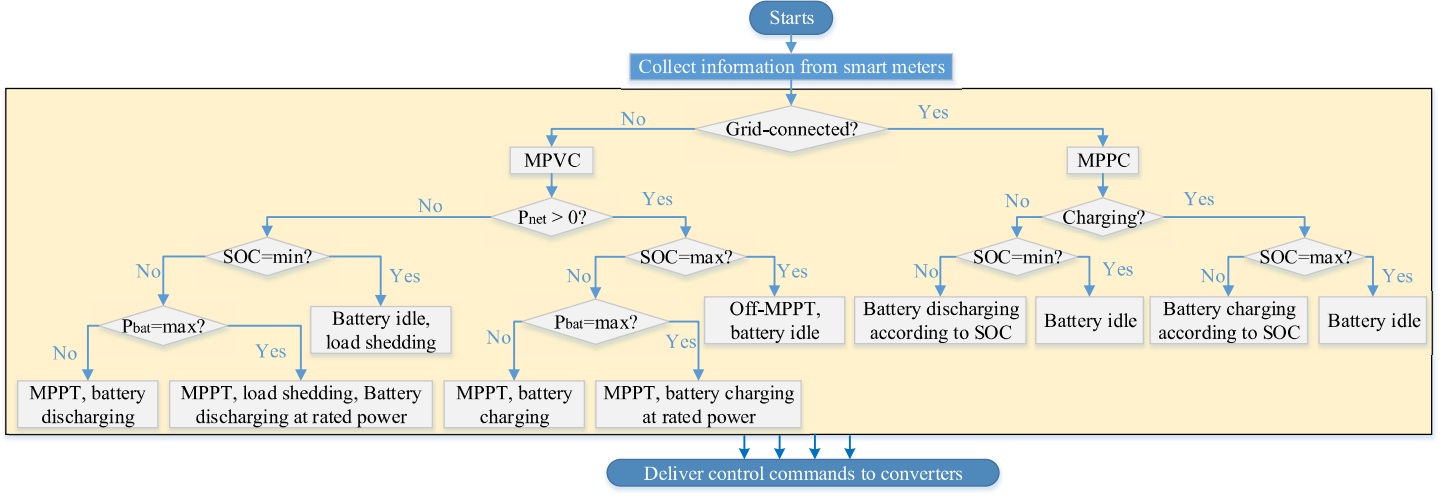 Starts
Collect information from smart meters
Grid-connected?
No
Yes
MPVC
MPPC
Pnet > 0?
No
Yes
Charging?
No
Yes
SOC=min?
No
Yes
SOC=max?
No
Yes
SOC=min?
No
Yes
SOC=max?
No
Yes
Pbat=max?
No
Yes
Battery idle,
load shedding
Pbat=max?
No
Yes
Off-MPPT,
battery idle
Battery discharging
according to SOC
Battery idle
Battery charging
according to SOC
Battery idle
MPPT, battery
discharging
MPPT, load shedding, Battery
discharging at rated power
MPPT, battery
charging
MPPT, battery charging
at rated power
Deliver control commands to converters